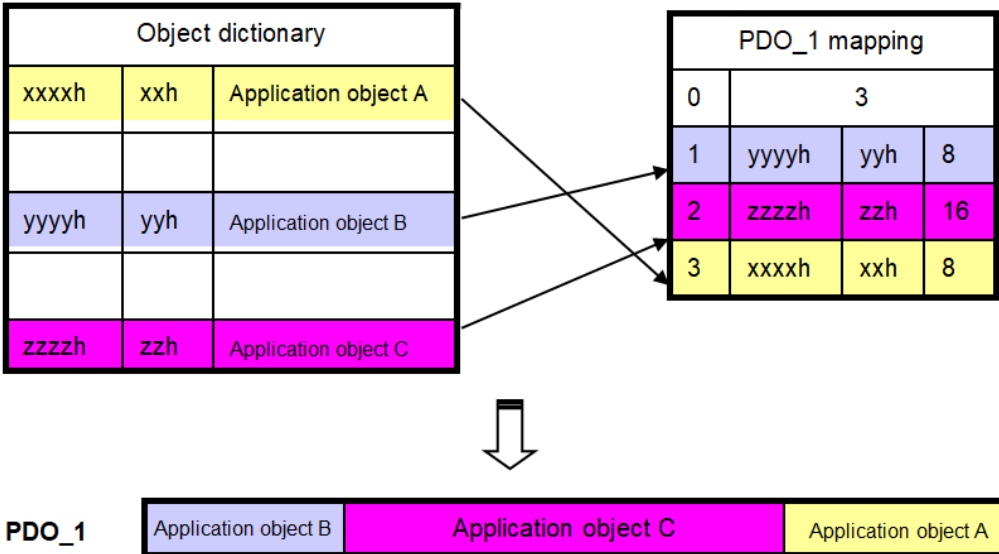 Object dictionary
xxxxh xxh Application object A
yyyyh yyh Application object B
zzzzh zzh Application object C
PDO_1 mapping
0 3
1 yyyyh yyh 8
2 zzzzh zzh 16
3 xxxxh xxh 8
PDO_1 Application object B Application object C Application object A